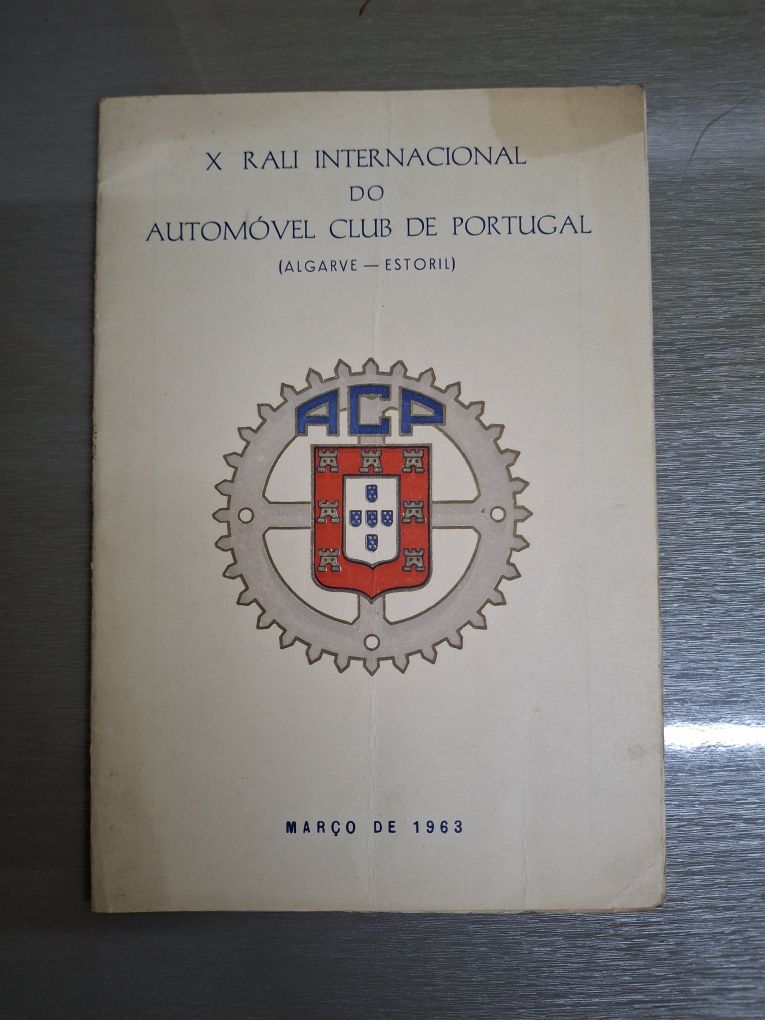 X RALI INTERNACIONAL
DO
AUTOMÓVEL CLUB DE PORTUGAL
(ALGARVE — ESTORIL)
ACP
MARÇO DE 1963